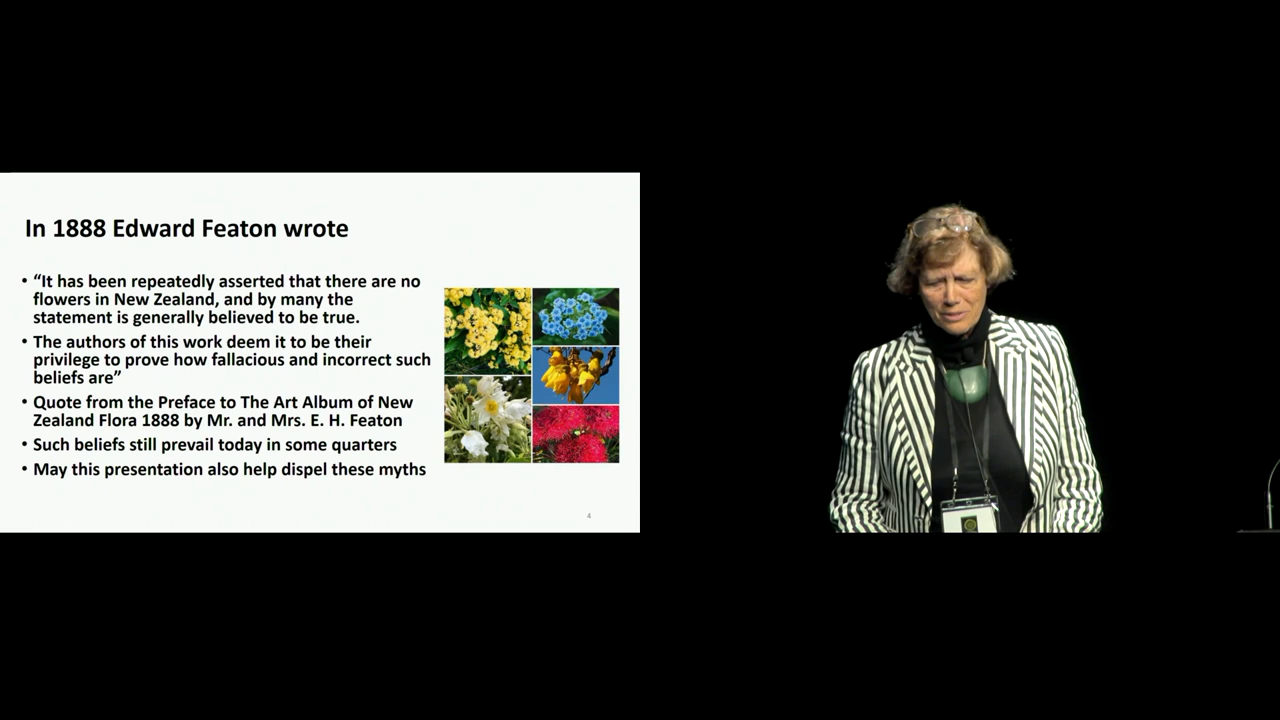 In 1888 Edward Featon wrote
• “It has been repeatedly asserted that there are no
flowers in New Zealand, and by many the
statement is generally believed to be true.
• The authors of this work deem it to be their
privilege to prove how fallacious and incorrect such
beliefs are”
• Quote from the Preface to The Art Album of New
Zealand Flora 1888 by Mr. and Mrs. E. H. Featon
• Such beliefs still prevail today in some quarters
• May this presentation also help dispel these myths
4